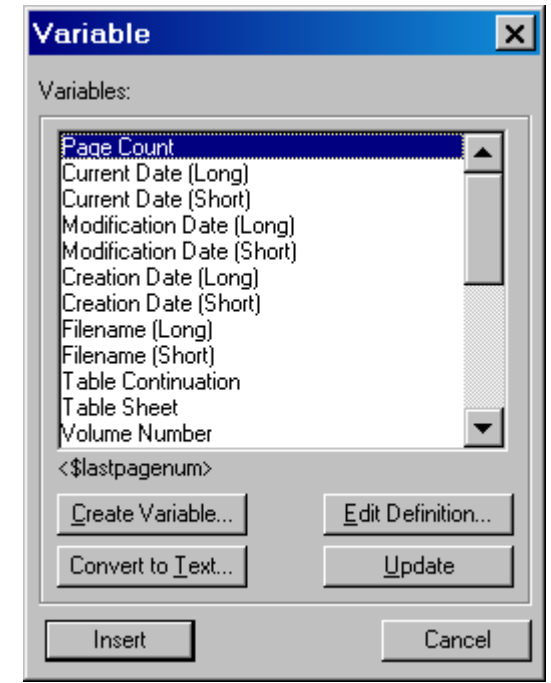 Variable
Variables:
Page Count
Current Date (Long)
Current Date (Short)
Modification Date (Long)
Modification Date (Short)
Creation Date (Long)
Creation Date (Short)
Filename (Long)
Filename (Short)
Table Continuation
Table Sheet
Volume Number
<$lastpagenum>
Create Variable... Edit Definition...
Convert to Text... Update
Insert Cancel